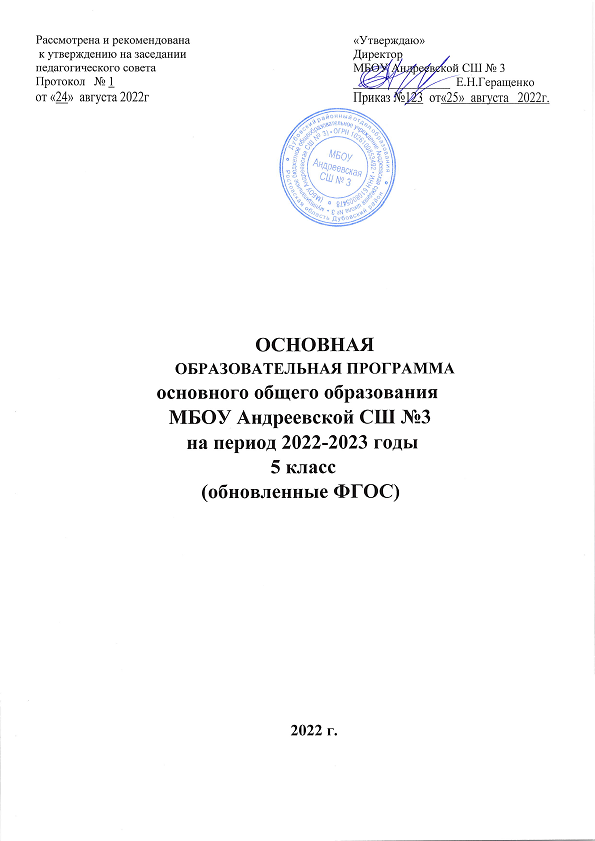 Рассмотрена и рекомендована
к утверждению на заседании
педагогического совета
Протокол № 1
от «24» августа 2022г
«Утверждаю»
Директор
МБОУ Андреевской СШ № 3
Е.Н.Геращенко
Приказ №123 от«25» августа 2022г.
МБОУ
Андреевская
СШ № 3
ОСНОВНАЯ
ОБРАЗОВАТЕЛЬНАЯ ПРОГРАММА
основного общего образования
МБОУ Андреевской СШ №3
на период 2022-2023 годы
5 класс
(обновленные ФГОС)
2022 г.